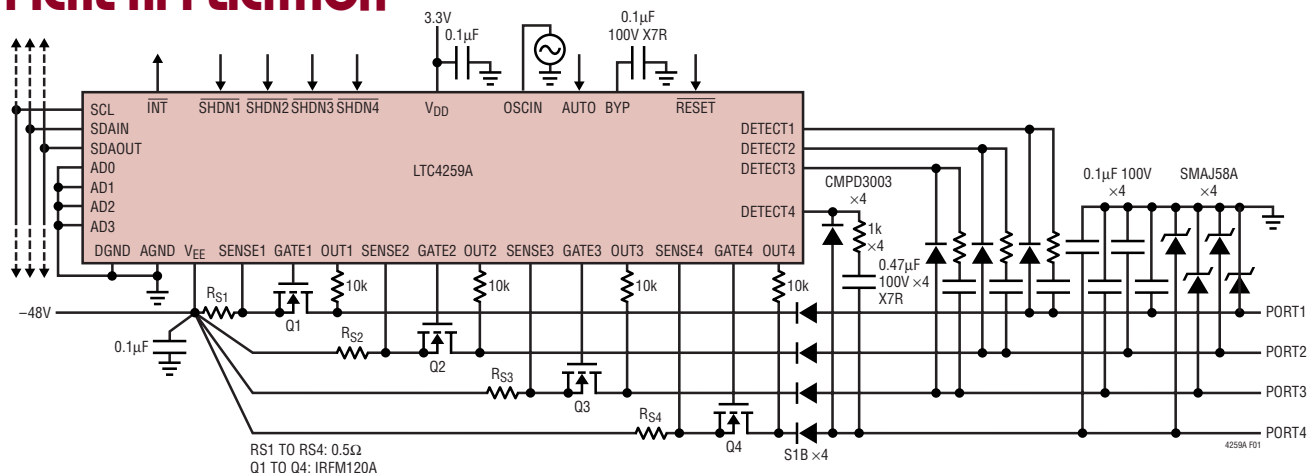 3.3V
0.1µF
0.1µF
100V X7R
SCL
SDAIN
SDAOUT
AD0
AD1
AD2
AD3
INT
SHDN1 SHDN2 SHDN3 SHDN4
VDD
OSCIN
AUTO
BYP
RESET
LTC4259A
DETECT1
DETECT2
DETECT3
DETECT4
DGND AGND VEE SENSE1 GATE1 OUT1 SENSE2 GATE2 OUT2 SENSE3 GATE3 OUT3 SENSE4 GATE4 OUT4
CMPD3003
×4
1k
×4
0.47µF
100V ×4
X7R
0.1µF 100V
×4
SMAJ58A
×4
10k
10k
10k
10k
–48V
0.1µF
RS1
Q1
RS2
Q2
RS3
Q3
RS4
Q4
S1B ×4
PORT1
PORT2
PORT3
PORT4
RS1 TO RS4: 0.5Ω
Q1 TO Q4: IRFM120A
4259A F01